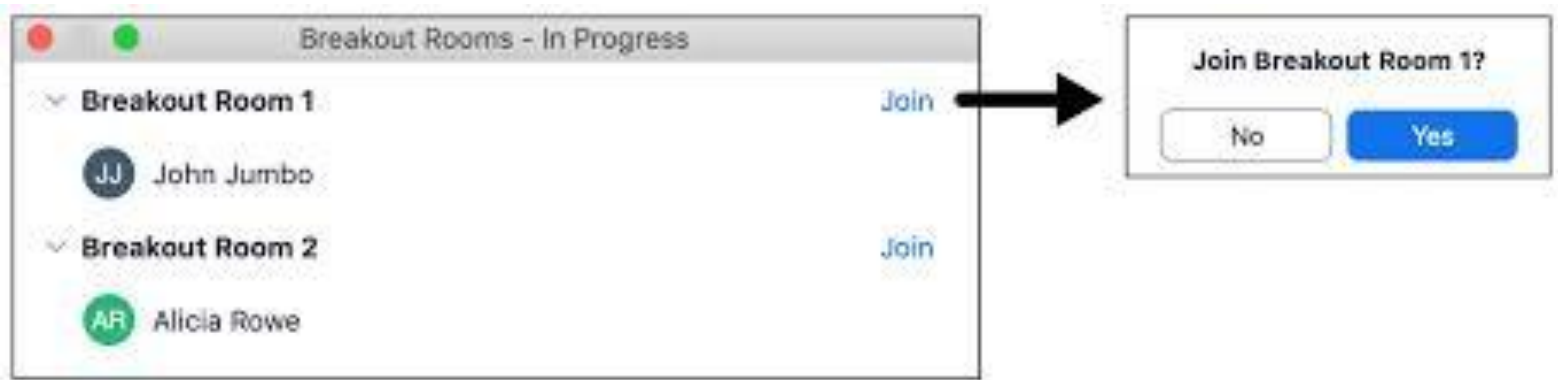 Breakout Rooms - In Progress
Breakout Room 1 Join
JJ John Jumbo
Breakout Room 2 Join
AR Alicia Rowe
Join Breakout Room 1?
No Yes